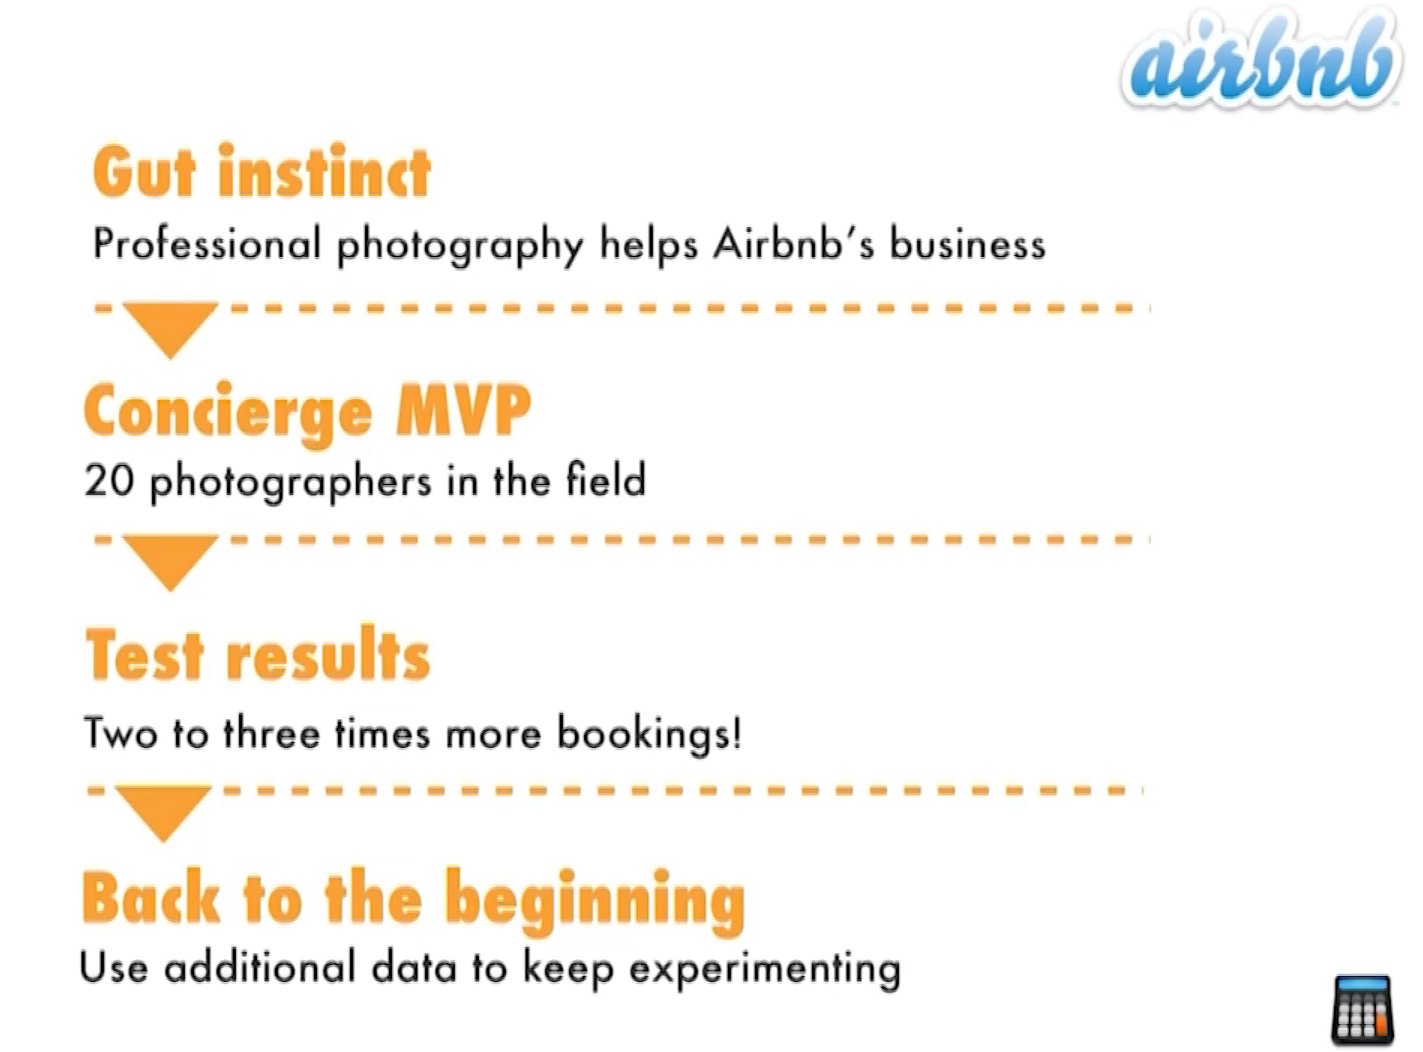 airbnb
Gut instinct
Professional photography helps Airbnb's business
Concierge MVP
20 photographers in the field
Test results
Two to three times more bookings!
Back to the beginning
Use additional data to keep experimenting